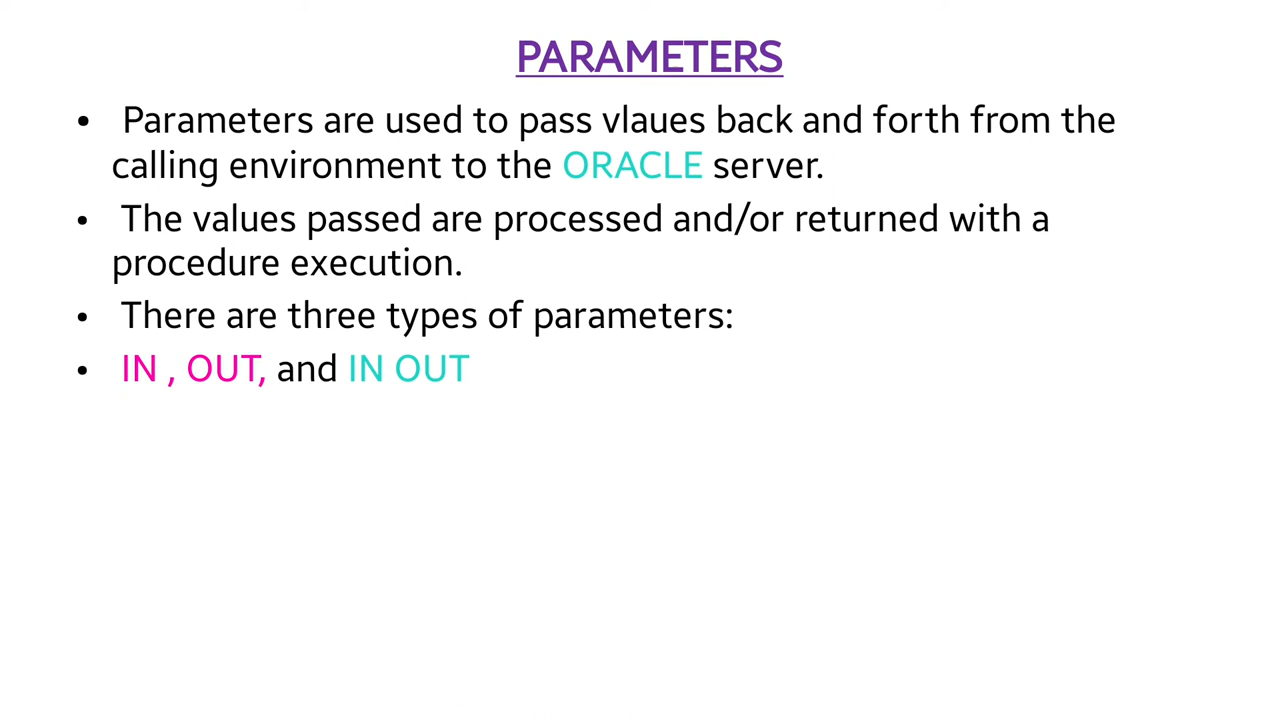 PARAMETERS
• Parameters are used to pass vlaues back and forth from the
calling environment to the ORACLE server.
• The values passed are processed and/or returned with a
procedure execution.
• There are three types of parameters:
• IN , OUT, and IN OUT